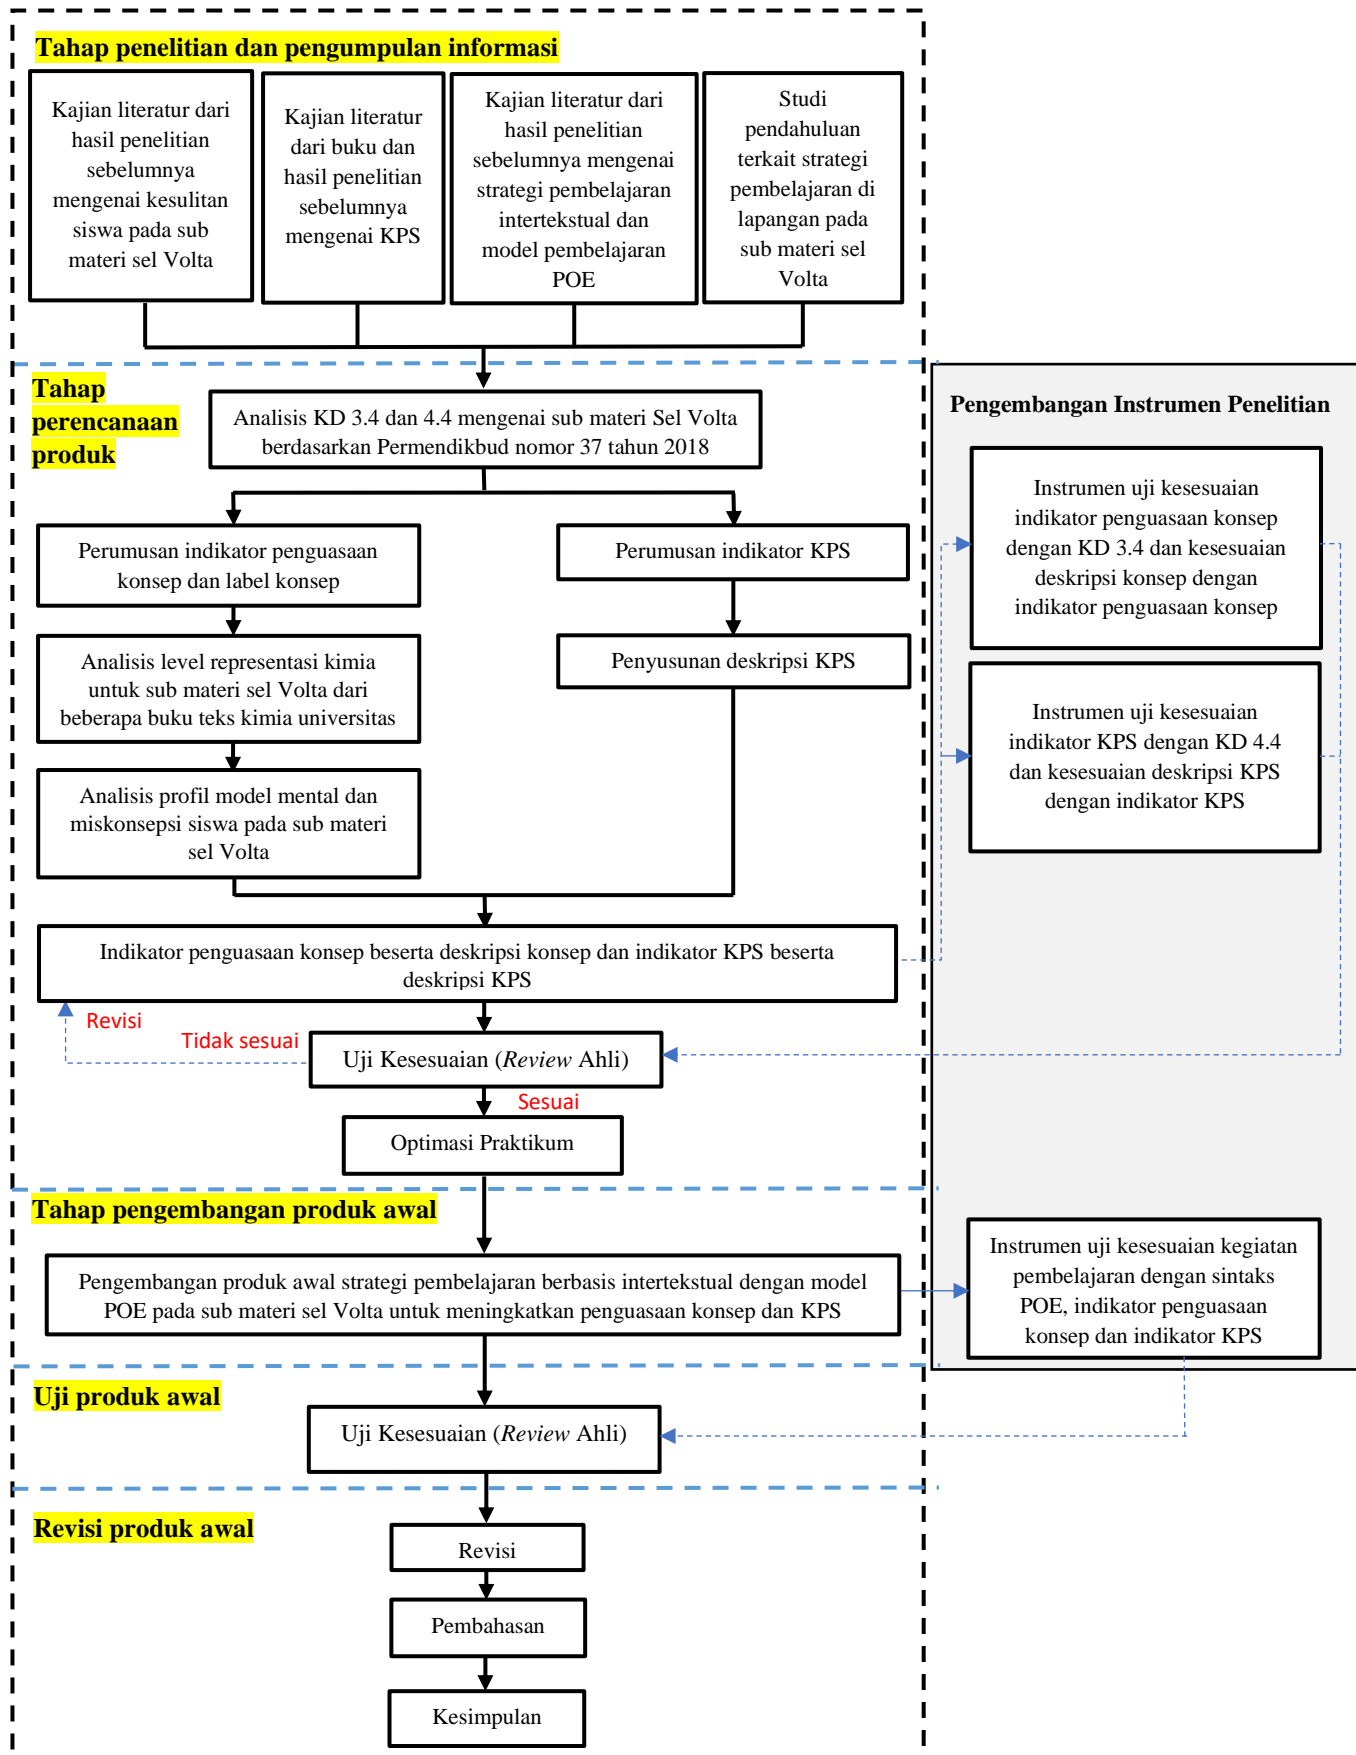 Tahap penelitian dan pengumpulan informasi
Kajian literatur dari
hasil penelitian
sebelumnya
mengenai kesulitan
siswa pada sub
materi sel Volta
Kajian literatur
dari buku dan
hasil penelitian
sebelumnya
mengenai KPS
Kajian literatur dari
hasil penelitian
sebelumnya mengenai
strategi pembelajaran
intertekstual dan
model pembelajaran
POE
Studi
pendahuluan
terkait strategi
pembelajaran di
lapangan pada
sub materi sel
Volta
Tahap
perencanaan
produk
Analisis KD 3.4 dan 4.4 mengenai sub materi Sel Volta
berdasarkan Permendikbud nomor 37 tahun 2018
Perumusan indikator penguasaan
konsep dan label konsep
Perumusan indikator KPS
Analisis level representasi kimia
untuk sub materi sel Volta dari
beberapa buku teks kimia universitas
Penyusunan deskripsi KPS
Analisis profil model mental dan
miskonsepsi siswa pada sub materi
sel Volta
Indikator penguasaan konsep beserta deskripsi konsep dan indikator KPS beserta
deskripsi KPS
Revisi
Tidak sesuai
Uji Kesesuaian (Review Ahli)
Sesuai
Optimasi Praktikum
Pengembangan Instrumen Penelitian
Instrumen uji kesesuaian
indikator penguasaan konsep
dengan KD 3.4 dan kesesuaian
deskripsi konsep dengan
indikator penguasaan konsep
Instrumen uji kesesuaian
indikator KPS dengan KD 4.4
dan kesesuaian deskripsi KPS
dengan indikator KPS
Tahap pengembangan produk awal
Pengembangan produk awal strategi pembelajaran berbasis intertekstual dengan model
POE pada sub materi sel Volta untuk meningkatkan penguasaan konsep dan KPS
Instrumen uji kesesuaian kegiatan
pembelajaran dengan sintaks
POE, indikator penguasaan
konsep dan indikator KPS
Uji produk awal
Uji Kesesuaian (Review Ahli)
Revisi produk awal
Revisi
Pembahasan
Kesimpulan